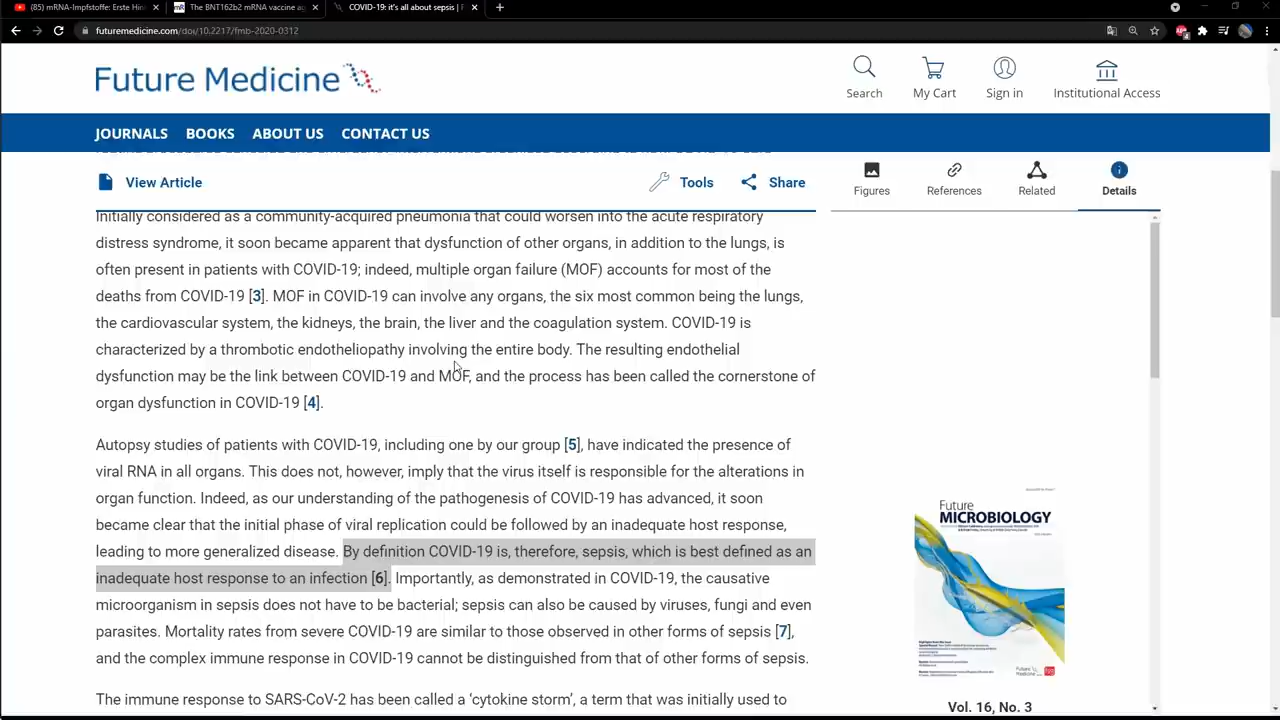 (85) mRNA-Impfstoffe: Erste Hin
The BNT162b2 mRNA vaccine ag
COVID-19: it's all about sepsis | F
futuremedicine.com/doi/10.2217/fmb-2020-0312
Future Medicine
Search
My Cart
Sign in
Institutional Access
JOURNALS BOOKS ABOUT US CONTACT US
View Article
Tools
Share
Figures
References
Related
Details
Initially considered as a community-acquired pneumonia that could worsen into the acute respiratory
distress syndrome, it soon became apparent that dysfunction of other organs, in addition to the lungs, is
often present in patients with COVID-19; indeed, multiple organ failure (MOF) accounts for most of the
deaths from COVID-19 [3]. MOF in COVID-19 can involve any organs, the six most common being the lungs,
the cardiovascular system, the kidneys, the brain, the liver and the coagulation system. COVID-19 is
characterized by a thrombotic endotheliopathy involving the entire body. The resulting endothelial
dysfunction may be the link between COVID-19 and MOF, and the process has been called the cornerstone of
organ dysfunction in COVID-19 [4].
Autopsy studies of patients with COVID-19, including one by our group [5], have indicated the presence of
viral RNA in all organs. This does not, however, imply that the virus itself is responsible for the alterations in
organ function. Indeed, as our understanding of the pathogenesis of COVID-19 has advanced, it soon
became clear that the initial phase of viral replication could be followed by an inadequate host response,
leading to more generalized disease. By definition COVID-19 is, therefore, sepsis, which is best defined as an
inadequate host response to an infection [6]. Importantly, as demonstrated in COVID-19, the causative
microorganism in sepsis does not have to be bacterial; sepsis can also be caused by viruses, fungi and even
parasites. Mortality rates from severe COVID-19 are similar to those observed in other forms of sepsis [7],
and the complex immune response in COVID-19 cannot be distinguished from that of other forms of sepsis.
The immune response to SARS-CoV-2 has been called a 'cytokine storm', a term that was initially used to
Future
MICROBIOLOGY
Vol. 16, No. 3